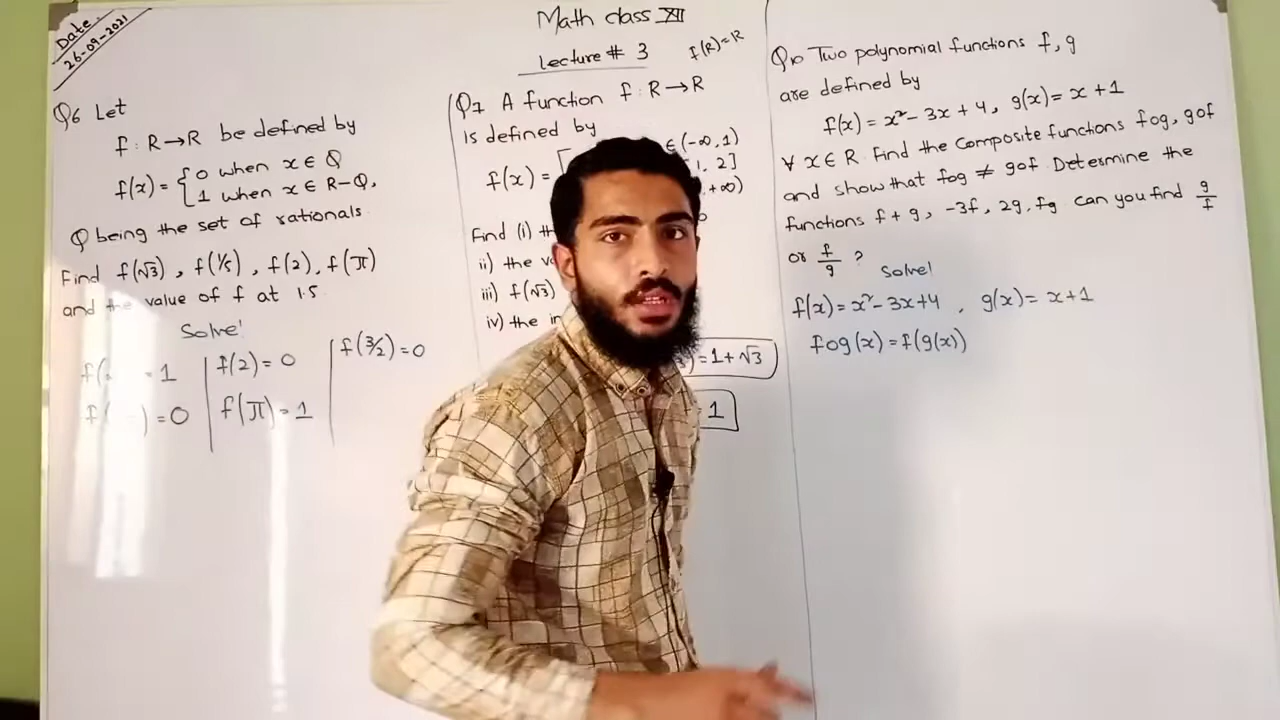 Date
26-09-2021
Math class XII
Lecture # 3
f(R)=R
Q6 Let
f: R→R be defined by
f(x) = {0 when x ∈ Q
1 when x ∈ R-Q,
Q being the set of rationals.
Find f(√3), f(1/5), f(2), f(π)
and the value of f at 1.5
Solve!
f( = 1
f( ) = 0
f(2) = 0
f(π) = 1
f(3/2) = 0
Q7 A function f: R→R
is defined by
f(x) =
∈ (-∞, 1)
, 2]
, +∞)
Find (i)
ii) the
iii) f(√3)
iv) the
) = 1+√3
1
Q10 Two polynomial functions f, g
are defined by
f(x) = x² - 3x + 4, g(x) = x + 1
∀ x ∈ R. Find the Composite functions fog, gof
and show that fog ≠ gof. Determine the
functions f + g, -3f, 2g, fg can you find g/f
or f/g ?
Solve!
f(x) = x² - 3x + 4 , g(x) = x + 1
fog(x) = f(g(x))